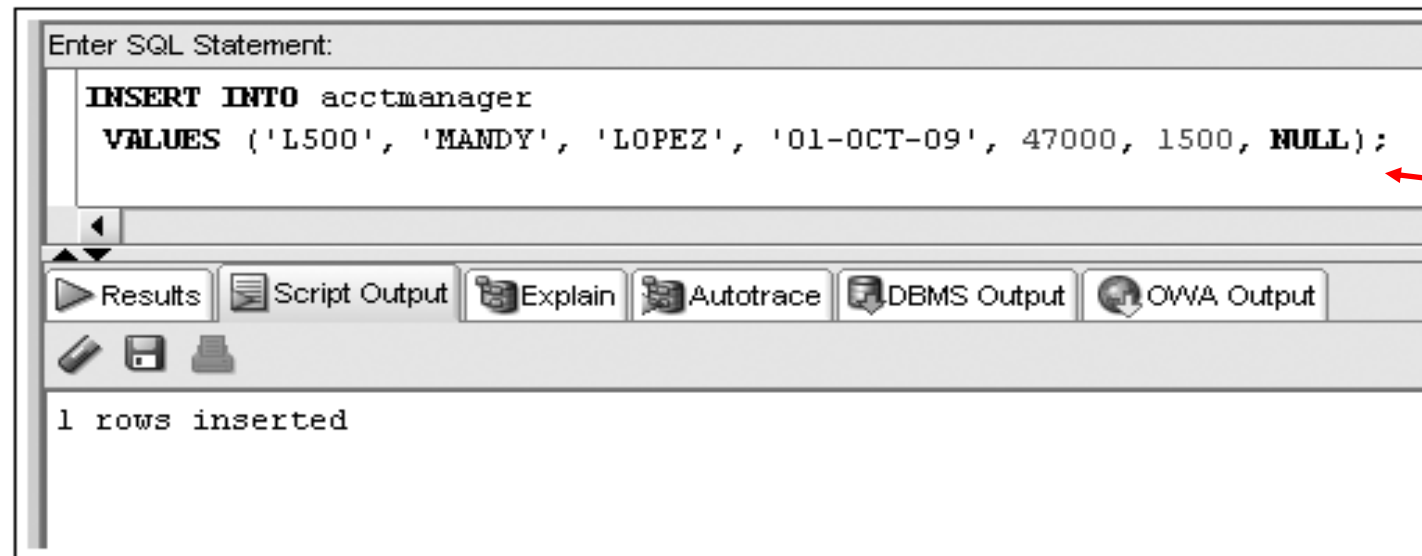 Enter SQL Statement:
INSERT INTO acctmanager
VALUES ('L500', 'MANDY', 'LOPEZ', '01-OCT-09', 47000, 1500, NULL);
Results Script Output Explain Autotrace DBMS Output OWA Output
1 rows inserted